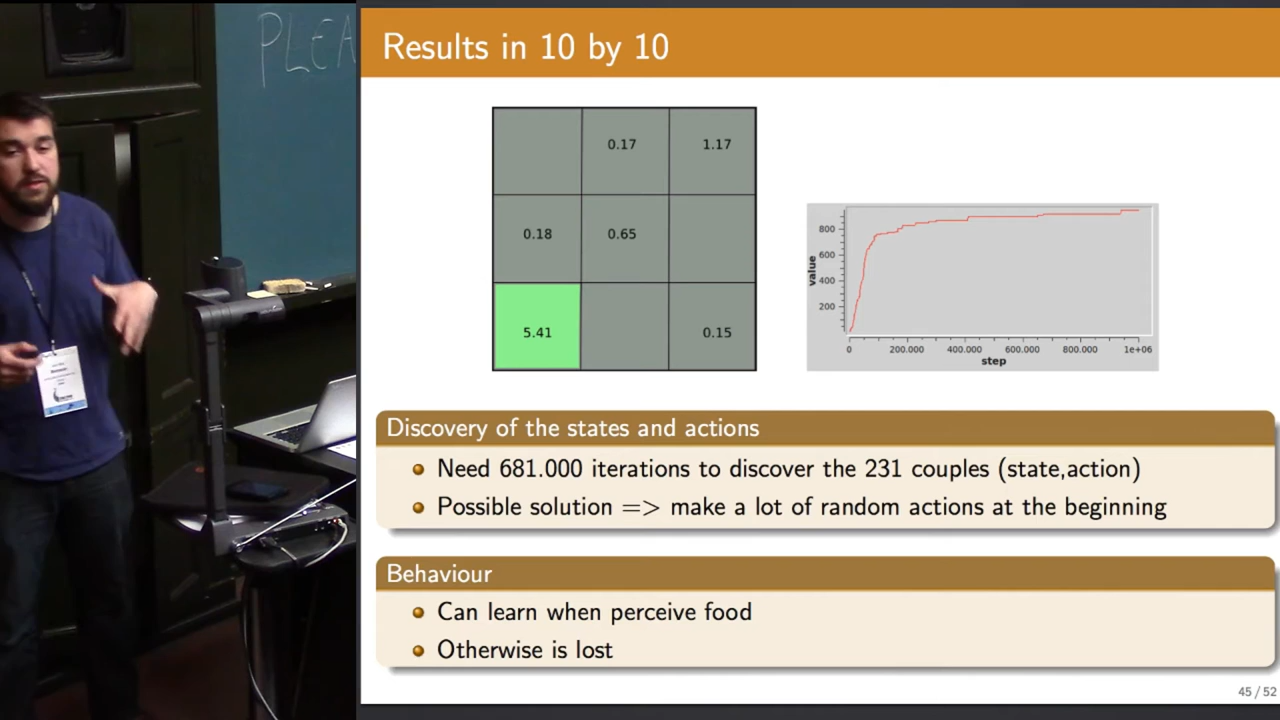 PLEA
Results in 10 by 10
0.17 1.17
0.18 0.65
5.41 0.15
value
800
600
400
200
0 200.000 400.000 600.000 800.000 1e+06
step
Discovery of the states and actions
Need 681.000 iterations to discover the 231 couples (state,action)
Possible solution => make a lot of random actions at the beginning
Behaviour
Can learn when perceive food
Otherwise is lost
45 / 52